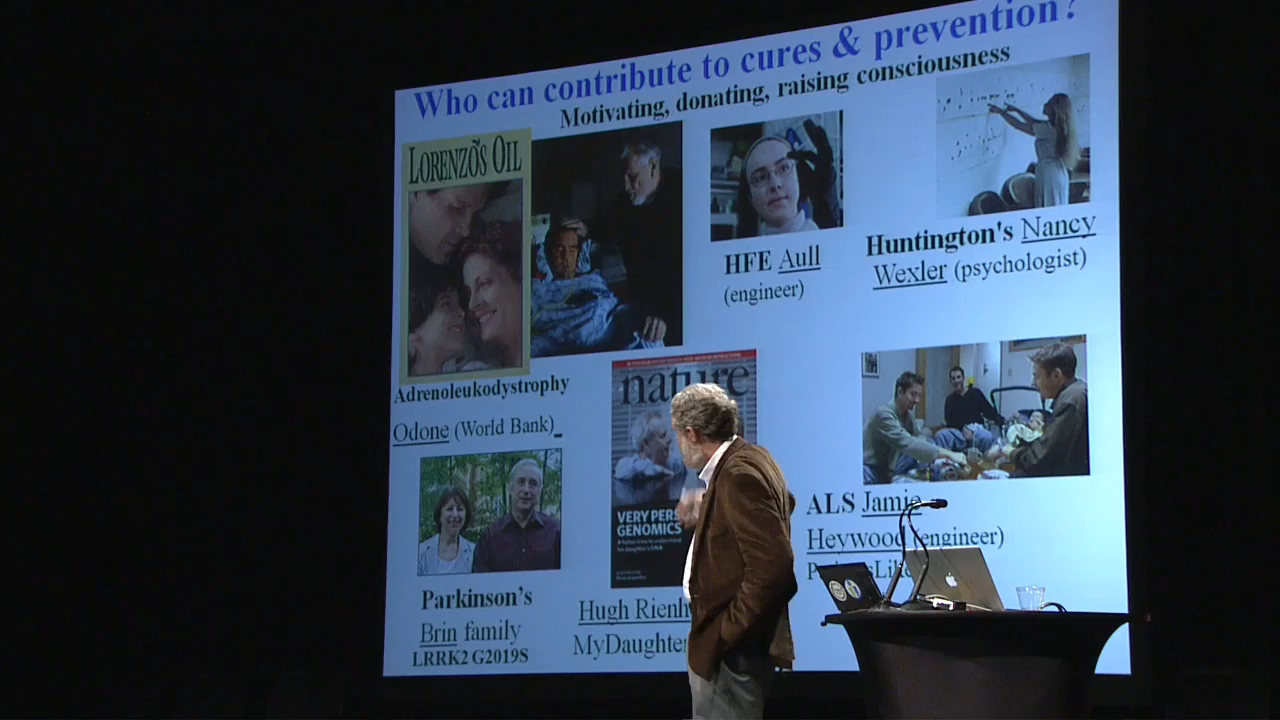 Who can contribute to cures & prevention?
Motivating, donating, raising consciousness
LORENZO'S OIL
Adrenoleukodystrophy
Odone (World Bank)
HFE Aull
(engineer)
Huntington's Nancy
Wexler (psychologist)
nature
VERY PERS
GENOMICS
Parkinson's
Brin family
LRRK2 G2019S
Hugh Rienh
MyDaughter
ALS Jamie
Heywood (engineer)